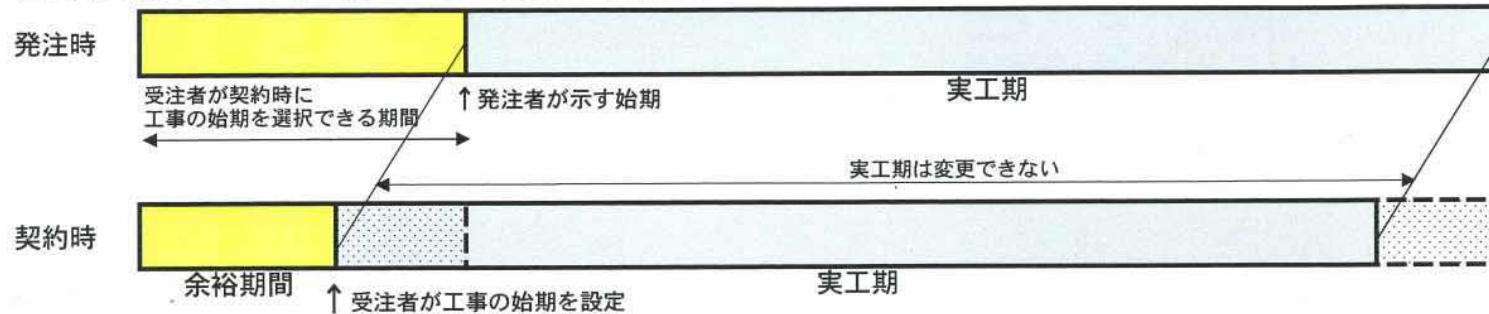 発注時
受注者が契約時に
工事の始期を選択できる期間
↑発注者が示す始期
実工期
実工期は変更できない
契約時
余裕期間
実工期
↑受注者が工事の始期を設定